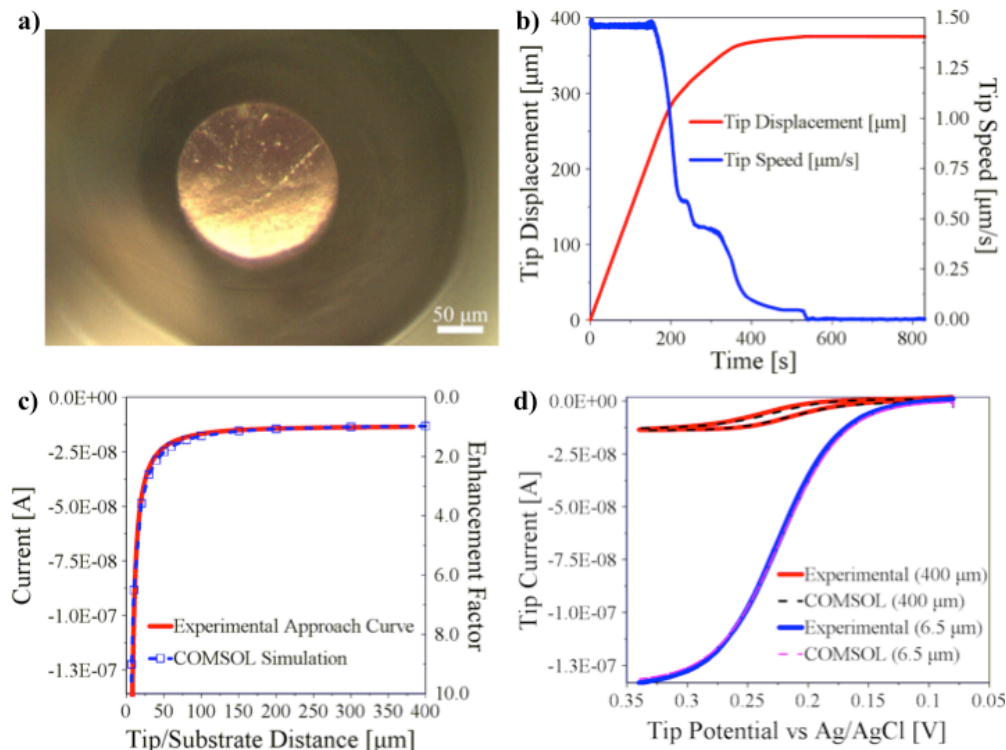 a)
50 μm
b)
Tip Displacement [μm]
400
300
200
100
0
Tip Displacement [μm]
Tip Speed [μm/s]
1.50
1.25
1.00
0.75
0.50
0.25
0.00
Tip Speed [μm/s]
0 200 400 600 800
Time [s]
c)
Current [A]
0.0E+00
-2.5E-08
-5.0E-08
-7.5E-08
-1.0E-07
-1.3E-07
Experimental Approach Curve
COMSOL Simulation
0.0
2.0
4.0
6.0
8.0
10.0
Enhancement Factor
0 50 100 150 200 250 300 350 400
Tip/Substrate Distance [μm]
d)
Tip Current [A]
0.0E+00
-2.5E-08
-5.0E-08
-7.5E-08
-1.0E-07
-1.3E-07
Experimental (400 μm)
COMSOL (400 μm)
Experimental (6.5 μm)
COMSOL (6.5 μm)
0.35 0.25 0.15 0.05
Tip Potential vs Ag/AgCl [V]